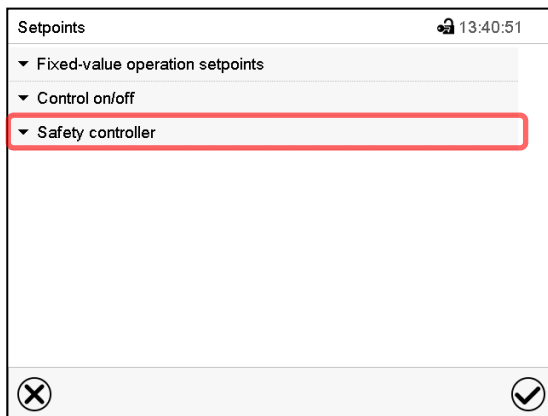 Setpoints 13:40:51
Fixed-value operation setpoints
Control on/off
Safety controller